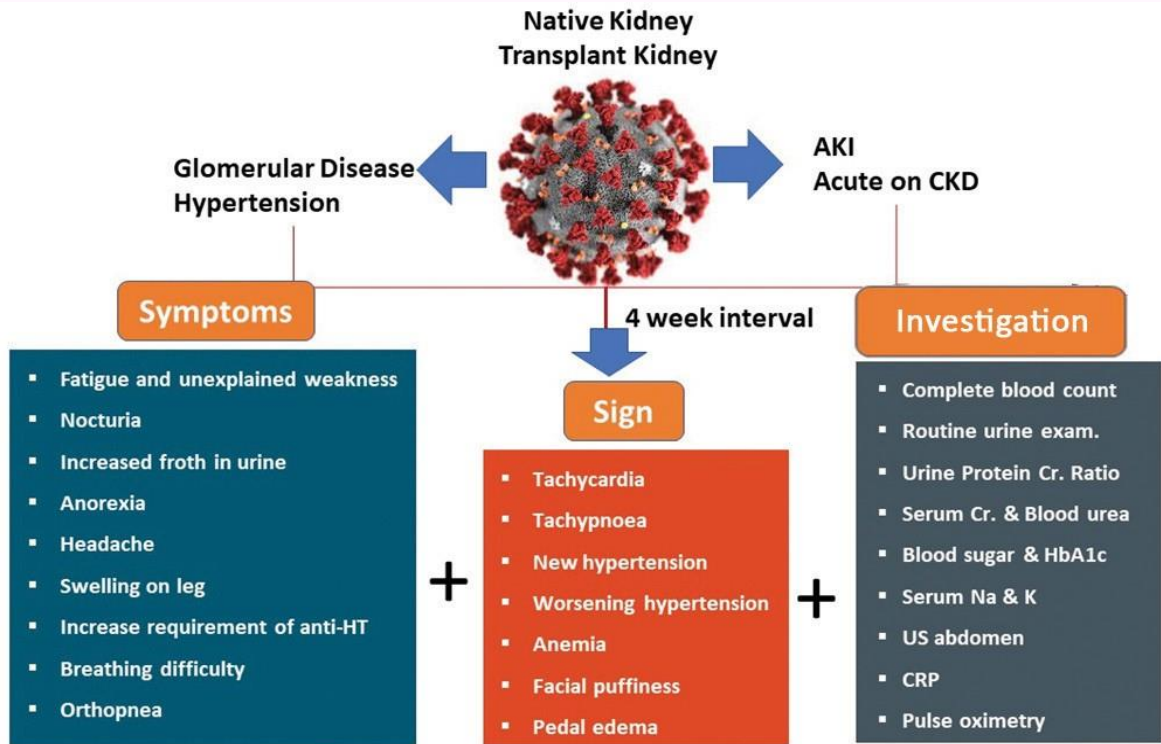 Native Kidney
Transplant Kidney
Glomerular Disease
Hypertension
AKI
Acute on CKD
4 week interval
Symptoms
▪ Fatigue and unexplained weakness
▪ Nocturia
▪ Increased froth in urine
▪ Anorexia
▪ Headache
▪ Swelling on leg
▪ Increase requirement of anti-HT
▪ Breathing difficulty
▪ Orthopnea
+
Sign
▪ Tachycardia
▪ Tachypnoea
▪ New hypertension
▪ Worsening hypertension
▪ Anemia
▪ Facial puffiness
▪ Pedal edema
+
Investigation
▪ Complete blood count
▪ Routine urine exam.
▪ Urine Protein Cr. Ratio
▪ Serum Cr. & Blood urea
▪ Blood sugar & HbA1c
▪ Serum Na & K
▪ US abdomen
▪ CRP
▪ Pulse oximetry